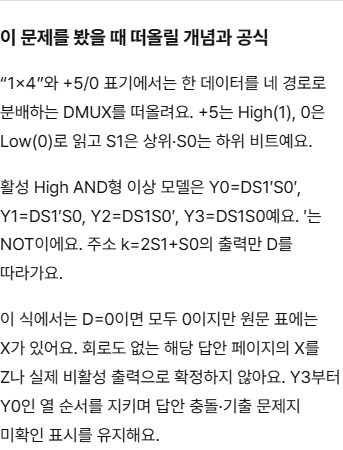 이 문제를 봤을 때 떠올릴 개념과 공식
“1×4”와 +5/0 표기에서는 한 데이터를 네 경로로
분배하는 DMUX를 떠올려요. +5는 High(1), 0은
Low(0)로 읽고 S1은 상위·S0는 하위 비트예요.
활성 High AND형 이상 모델은 Y0=DS1′S0′,
Y1=DS1′S0, Y2=DS1S0′, Y3=DS1S0예요. ′는
NOT이에요. 주소 k=2S1+S0의 출력만 D를
따라가요.
이 식에서는 D=0이면 모두 0이지만 원문 표에는
X가 있어요. 회로도 없는 해당 답안 페이지의 X를
Z나 실제 비활성 출력으로 확정하지 않아요. Y3부터
Y0인 열 순서를 지키며 답안 충돌·기출 문제지
미확인 표시를 유지해요.